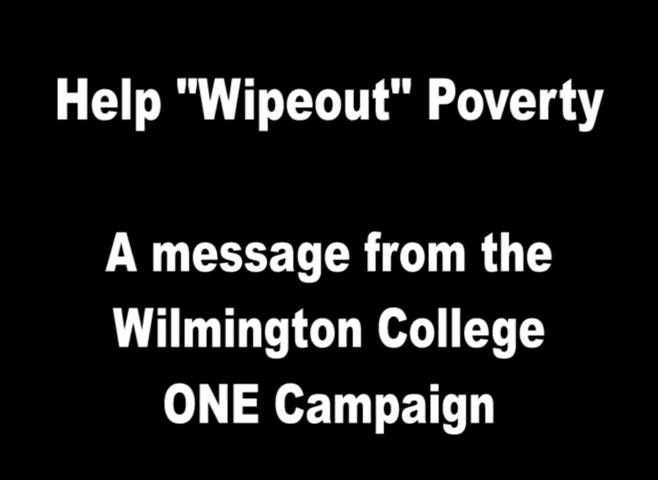 Help "Wipeout" Poverty
A message from the
Wilmington College
ONE Campaign